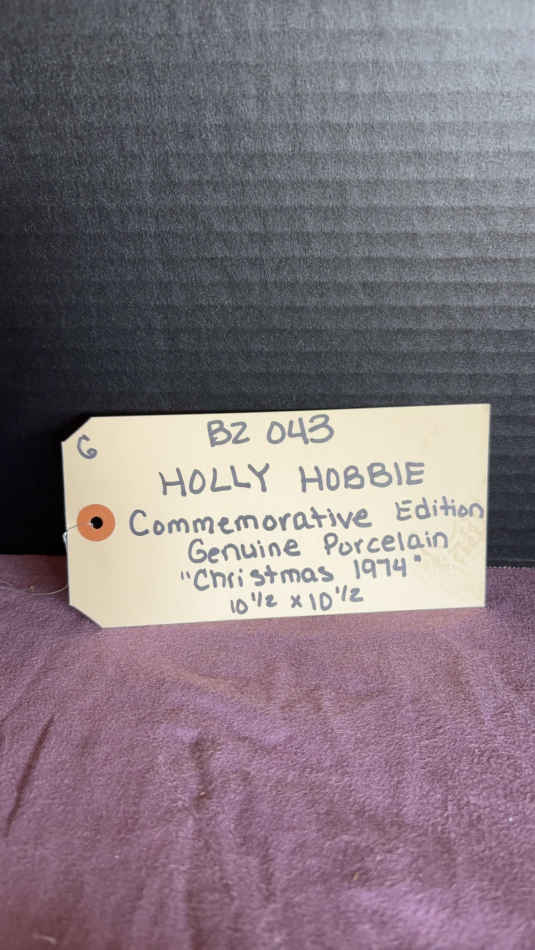 G
BZ 043
HOLLY HOBBIE
Commemorative Edition
Genuine Porcelain
"Christmas 1974"
10 1/2 x 10 1/2